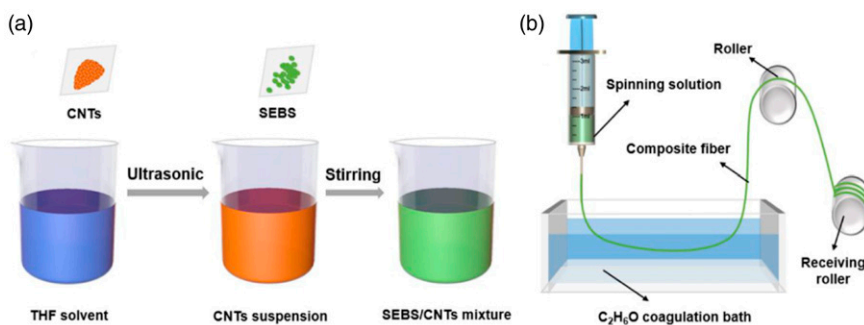 (a)
CNTs
SEBS
Ultrasonic
Stirring
THF solvent
CNTs suspension
SEBS/CNTs mixture
(b)
Roller
Spinning solution
Composite fiber
Receiving
roller
C₂H₆O coagulation bath